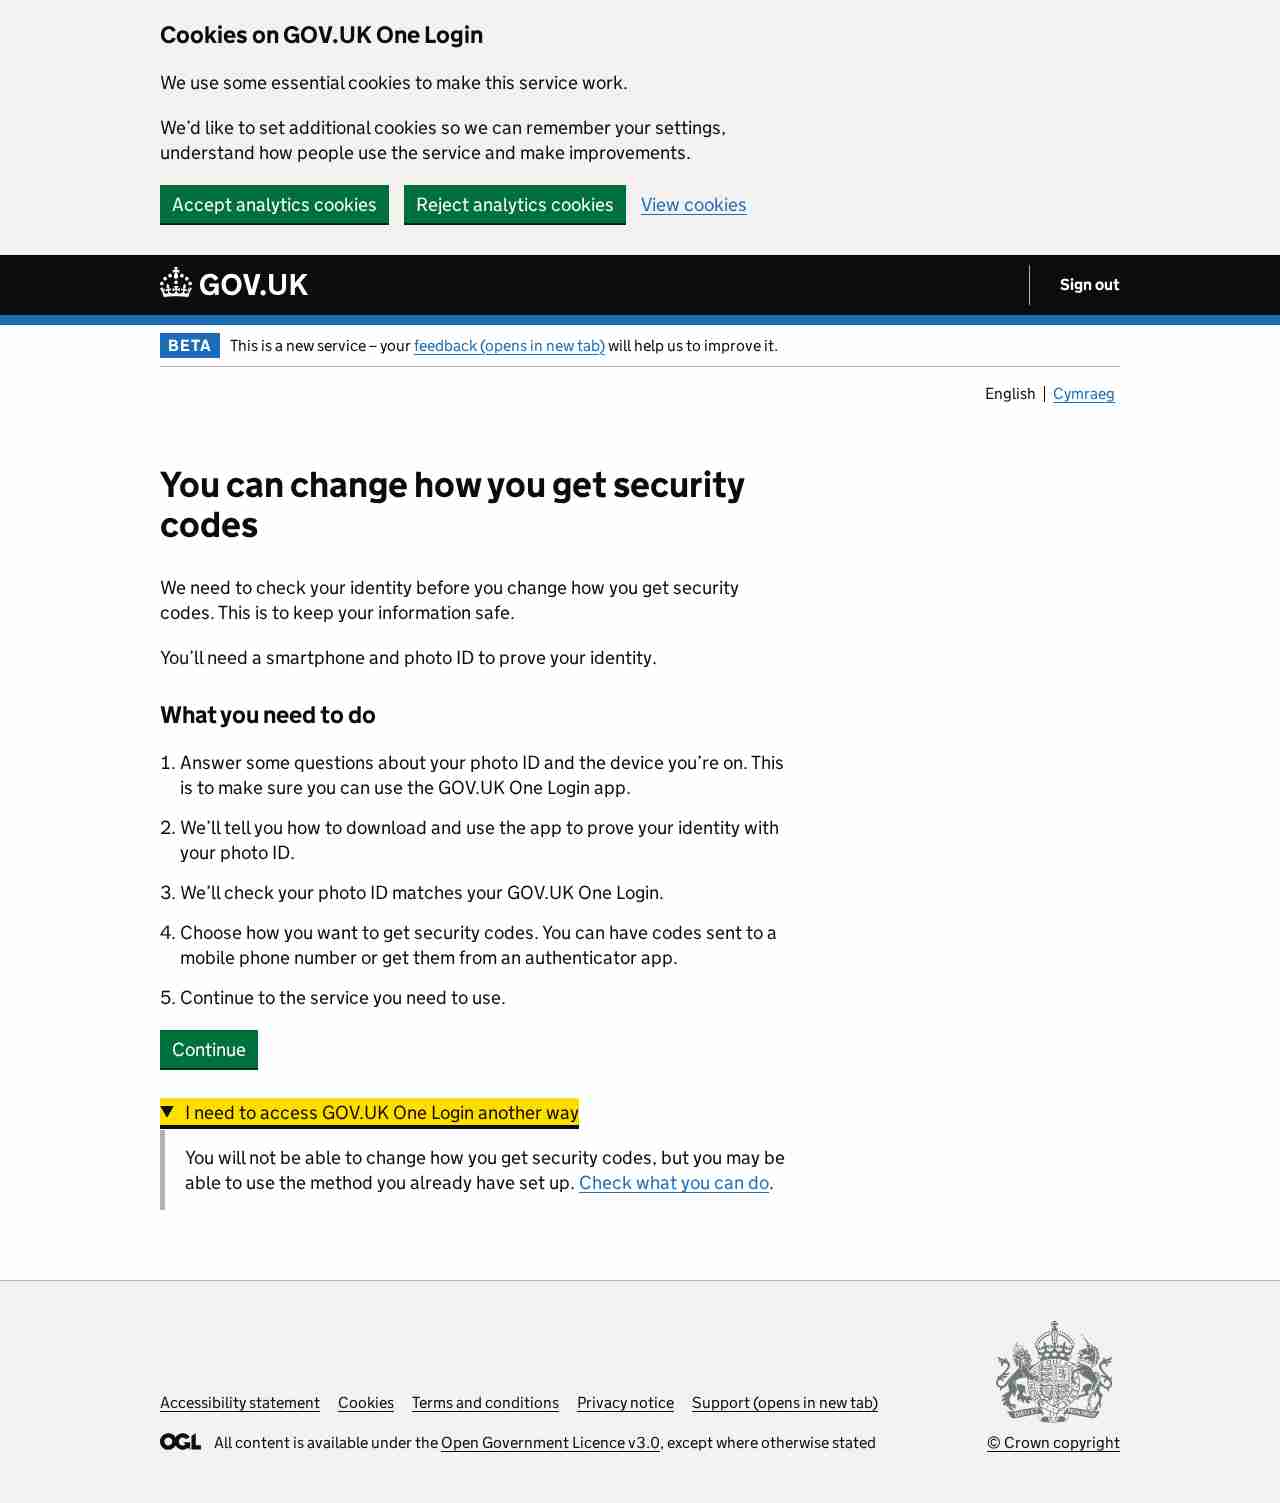 Cookies on GOV.UK One Login
We use some essential cookies to make this service work.
We’d like to set additional cookies so we can remember your settings,
understand how people use the service and make improvements.
Accept analytics cookies Reject analytics cookies View cookies
GOV.UK Sign out
BETA This is a new service – your feedback (opens in new tab) will help us to improve it.
English Cymraeg
You can change how you get security
codes
We need to check your identity before you change how you get security
codes. This is to keep your information safe.
You’ll need a smartphone and photo ID to prove your identity.
What you need to do
1. Answer some questions about your photo ID and the device you’re on. This
is to make sure you can use the GOV.UK One Login app.
2. We’ll tell you how to download and use the app to prove your identity with
your photo ID.
3. We’ll check your photo ID matches your GOV.UK One Login.
4. Choose how you want to get security codes. You can have codes sent to a
mobile phone number or get them from an authenticator app.
5. Continue to the service you need to use.
Continue
I need to access GOV.UK One Login another way
You will not be able to change how you get security codes, but you may be
able to use the method you already have set up. Check what you can do.
Accessibility statement Cookies Terms and conditions Privacy notice Support (opens in new tab)
OGL All content is available under the Open Government Licence v3.0, except where otherwise stated
© Crown copyright